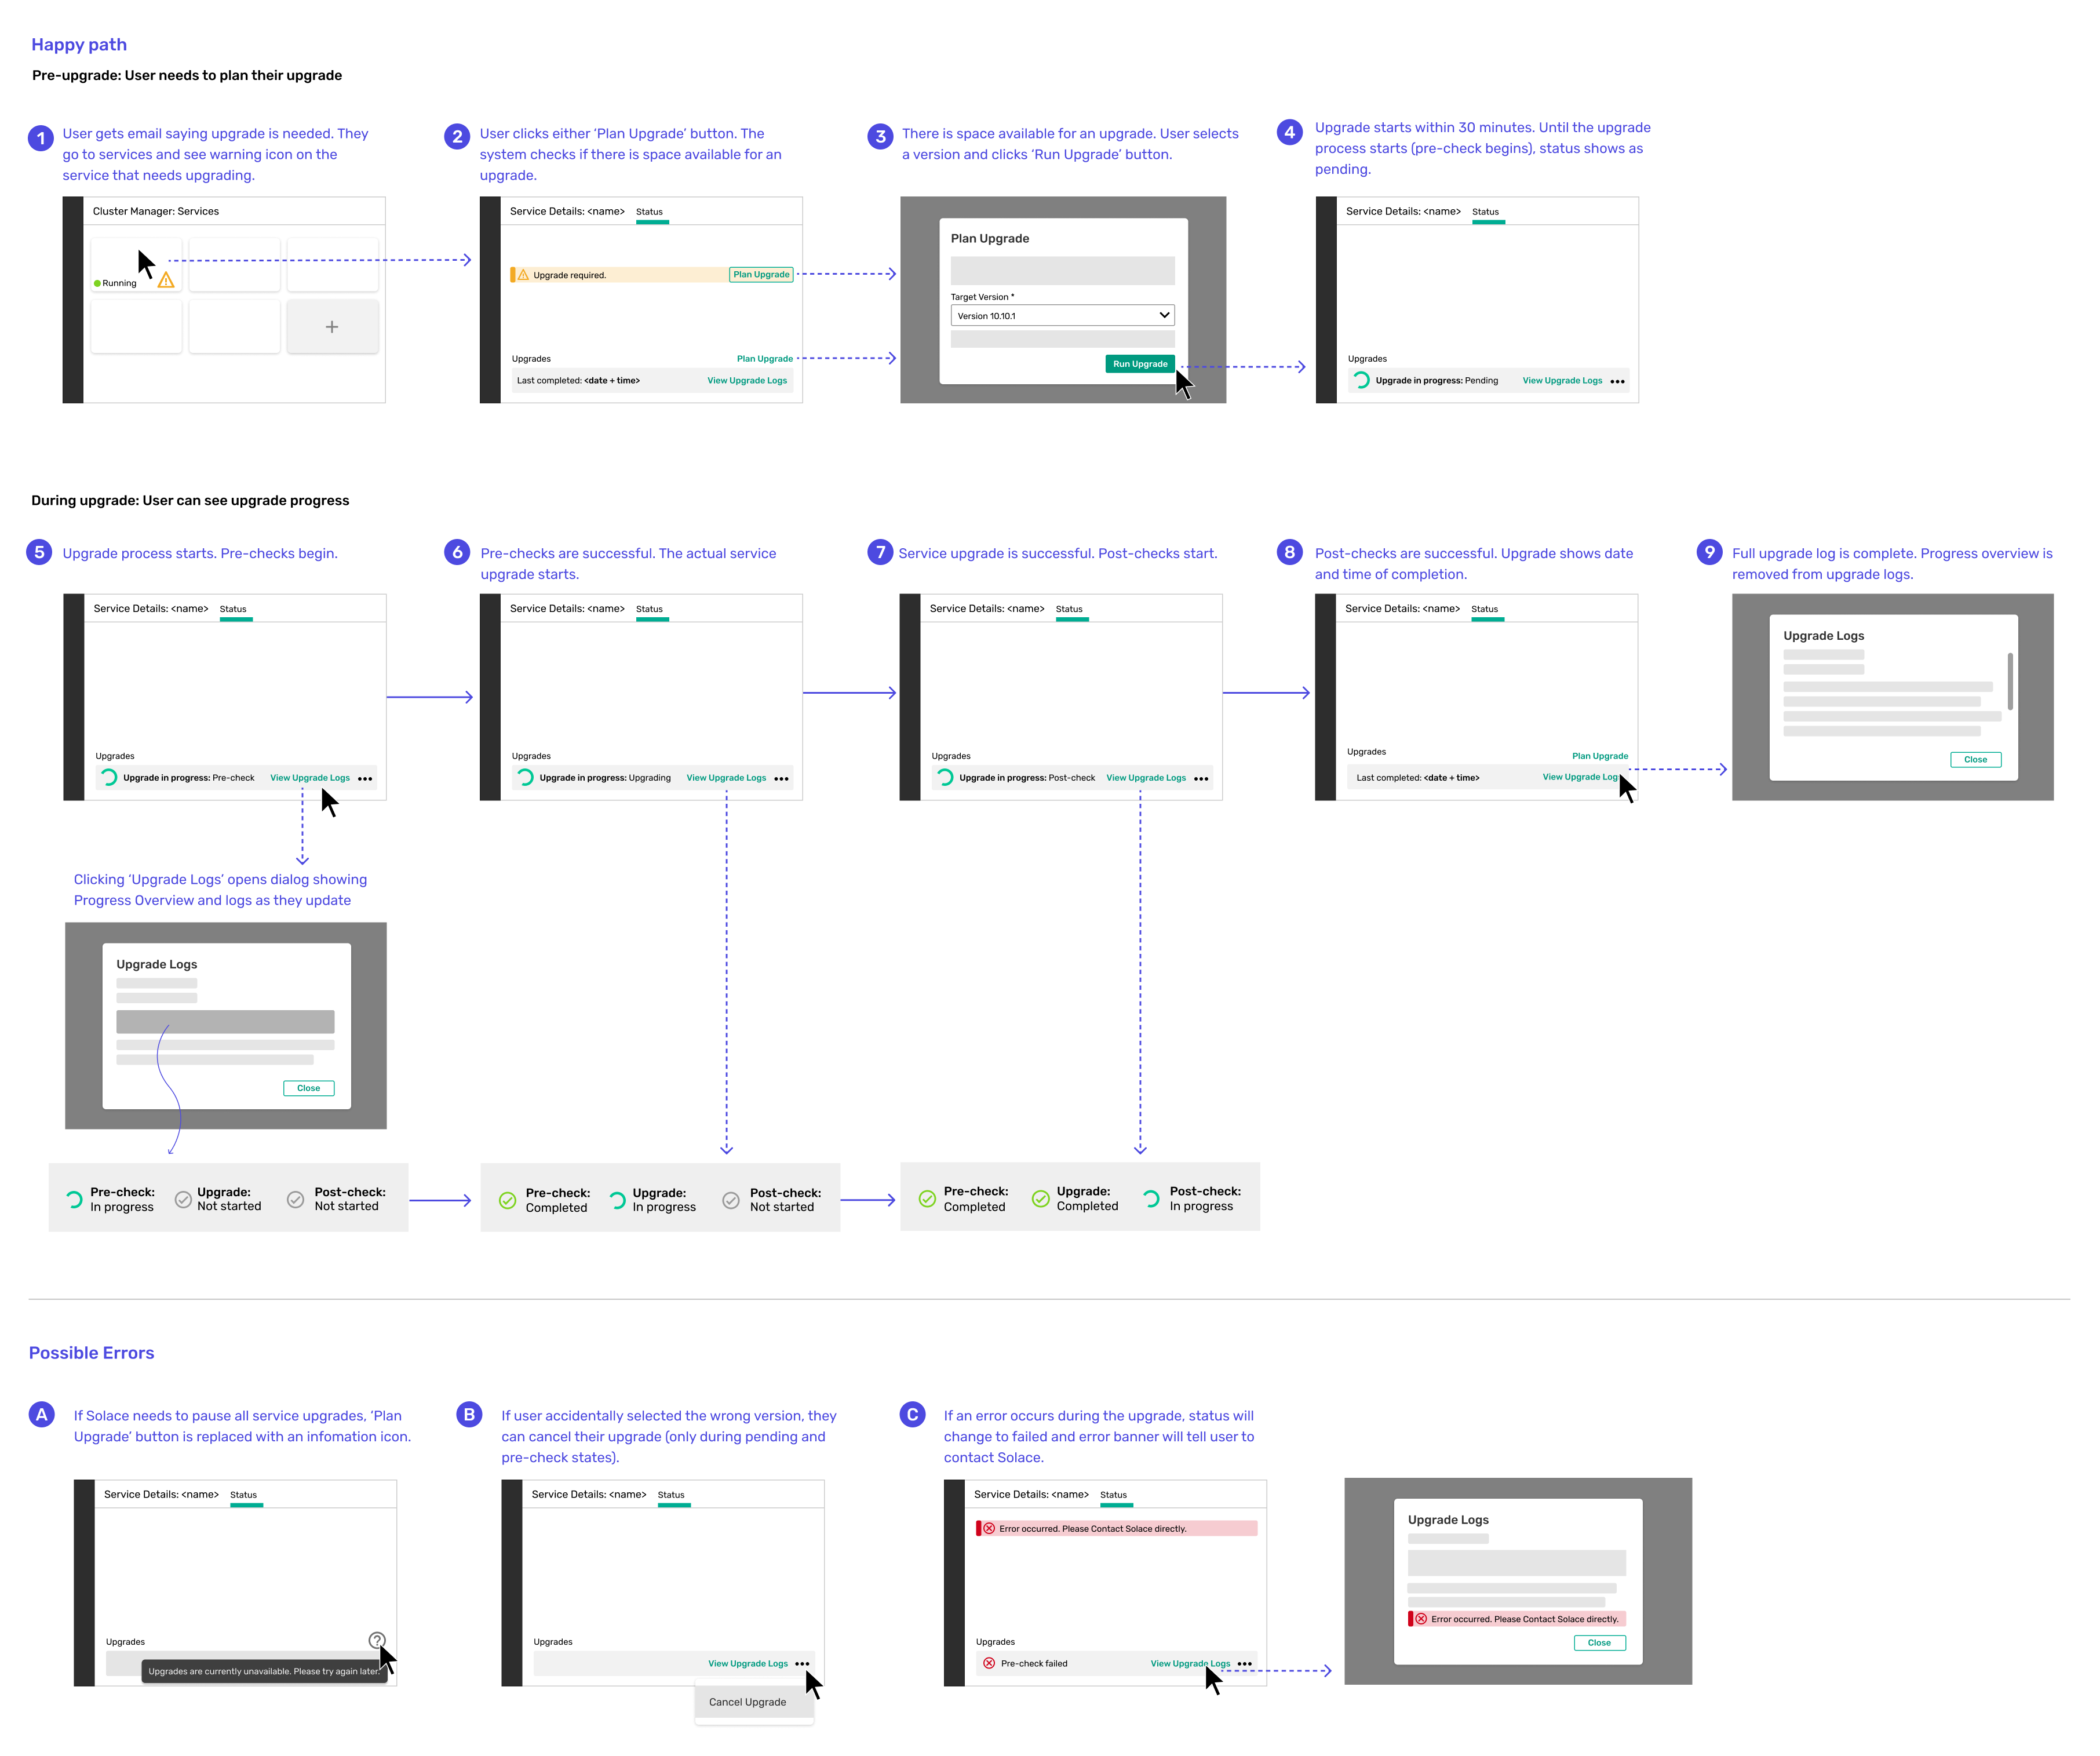 Happy path
Pre-upgrade: User needs to plan their upgrade
1
User gets email saying upgrade is needed. They
go to services and see warning icon on the
service that needs upgrading.
Cluster Manager: Services
Running
+
2
User clicks either ‘Plan Upgrade’ button. The
system checks if there is space available for an
upgrade.
Service Details: <name> Status
Upgrade required. Plan Upgrade
Upgrades Plan Upgrade
Last completed: <date + time> View Upgrade Logs
3
There is space available for an upgrade. User selects
a version and clicks ‘Run Upgrade’ button.
Plan Upgrade
Target Version *
Version 10.10.1
Run Upgrade
4
Upgrade starts within 30 minutes. Until the upgrade
process starts (pre-check begins), status shows as
pending.
Service Details: <name> Status
Upgrades
Upgrade in progress: Pending View Upgrade Logs •••
During upgrade: User can see upgrade progress
5
Upgrade process starts. Pre-checks begin.
Service Details: <name> Status
Upgrades
Upgrade in progress: Pre-check View Upgrade Logs •••
6
Pre-checks are successful. The actual service
upgrade starts.
Service Details: <name> Status
Upgrades
Upgrade in progress: Upgrading View Upgrade Logs •••
7
Service upgrade is successful. Post-checks start.
Service Details: <name> Status
Upgrades
Upgrade in progress: Post-check View Upgrade Logs •••
8
Post-checks are successful. Upgrade shows date
and time of completion.
Service Details: <name> Status
Upgrades Plan Upgrade
Last completed: <date + time> View Upgrade Logs
9
Full upgrade log is complete. Progress overview is
removed from upgrade logs.
Upgrade Logs
Close
Clicking ‘Upgrade Logs’ opens dialog showing
Progress Overview and logs as they update
Upgrade Logs
Close
Pre-check: Upgrade: Post-check:
In progress Not started Not started
Pre-check: Upgrade: Post-check:
Completed In progress Not started
Pre-check: Upgrade: Post-check:
Completed Completed In progress
Possible Errors
A
If Solace needs to pause all service upgrades, ‘Plan
Upgrade’ button is replaced with an infomation icon.
Service Details: <name> Status
Upgrades ?
Upgrades are currently unavailable. Please try again later.
B
If user accidentally selected the wrong version, they
can cancel their upgrade (only during pending and
pre-check states).
Service Details: <name> Status
Upgrades
View Upgrade Logs •••
Cancel Upgrade
C
If an error occurs during the upgrade, status will
change to failed and error banner will tell user to
contact Solace.
Service Details: <name> Status
Error occurred. Please Contact Solace directly.
Upgrades
Pre-check failed View Upgrade Logs •••
Upgrade Logs
Error occurred. Please Contact Solace directly.
Close